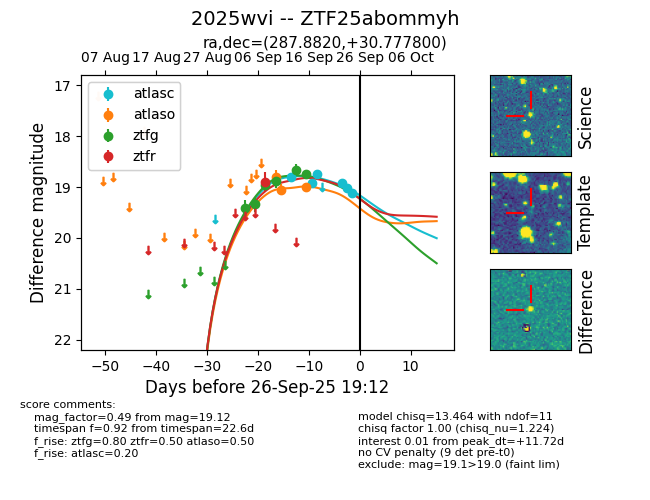 2025wvi -- ZTF25abommyh
ra,dec=(287.8820,+30.777800)
07 Aug 17 Aug 27 Aug 06 Sep 16 Sep 26 Sep 06 Oct
17
18
19
20
21
22
Difference magnitude
atlasc
atlaso
ztfg
ztfr
−50 −40 −30 −20 −10 0 10
Days before 26-Sep-25 19:12
Science
Template
Difference
score comments:
mag_factor=0.49 from mag=19.12
timespan f=0.92 from timespan=22.6d
f_rise: ztfg=0.80 ztfr=0.50 atlaso=0.50
f_rise: atlasc=0.20
model chisq=13.464 with ndof=11
chisq factor 1.00 (chisq_nu=1.224)
interest 0.01 from peak_dt=+11.72d
no CV penalty (9 det pre-t0)
exclude: mag=19.1>19.0 (faint lim)